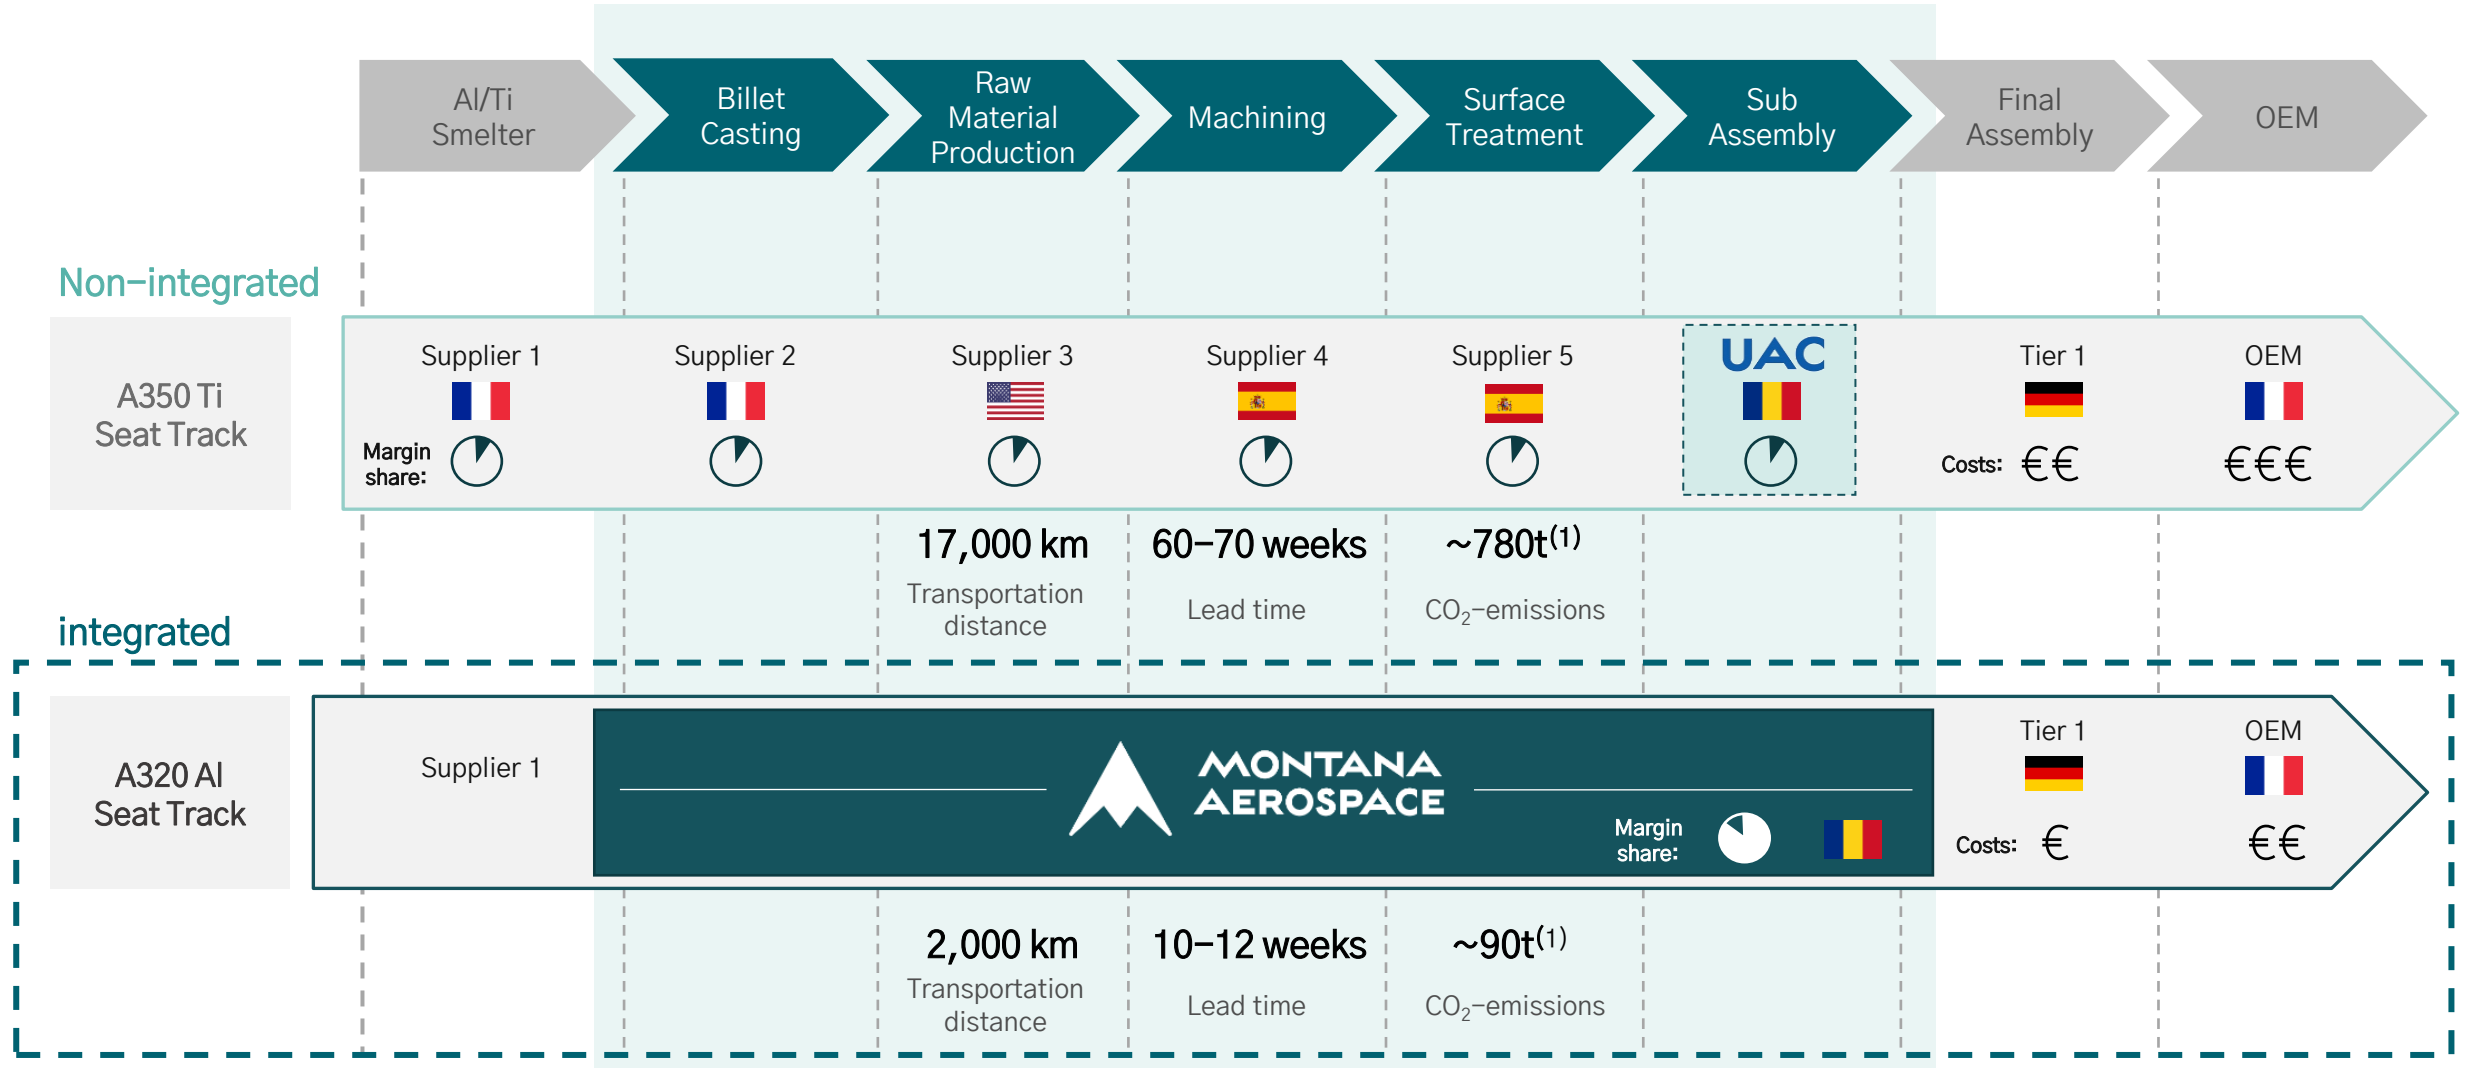 Al/Ti
Smelter
Billet
Casting
Raw
Material
Production
Machining
Surface
Treatment
Sub
Assembly
Final
Assembly
OEM
Non-integrated
A350 Ti
Seat Track
Supplier 1
Supplier 2
Supplier 3
Supplier 4
Supplier 5
UAC
Tier 1
OEM
Margin
share:
Costs: €€
€€€
17,000 km
Transportation
distance
60-70 weeks
Lead time
~780t(1)
CO₂-emissions
integrated
A320 Al
Seat Track
Supplier 1
MONTANA
AEROSPACE
Margin
share:
Tier 1
OEM
Costs: €
€€
2,000 km
Transportation
distance
10-12 weeks
Lead time
~90t(1)
CO₂-emissions